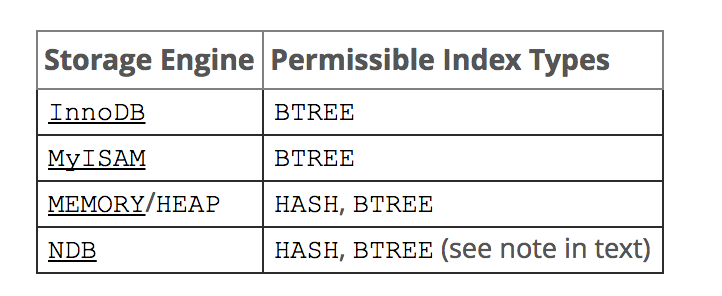 Storage Engine Permissible Index Types
InnoDB BTREE
MyISAM BTREE
MEMORY/HEAP HASH, BTREE
NDB HASH, BTREE (see note in text)